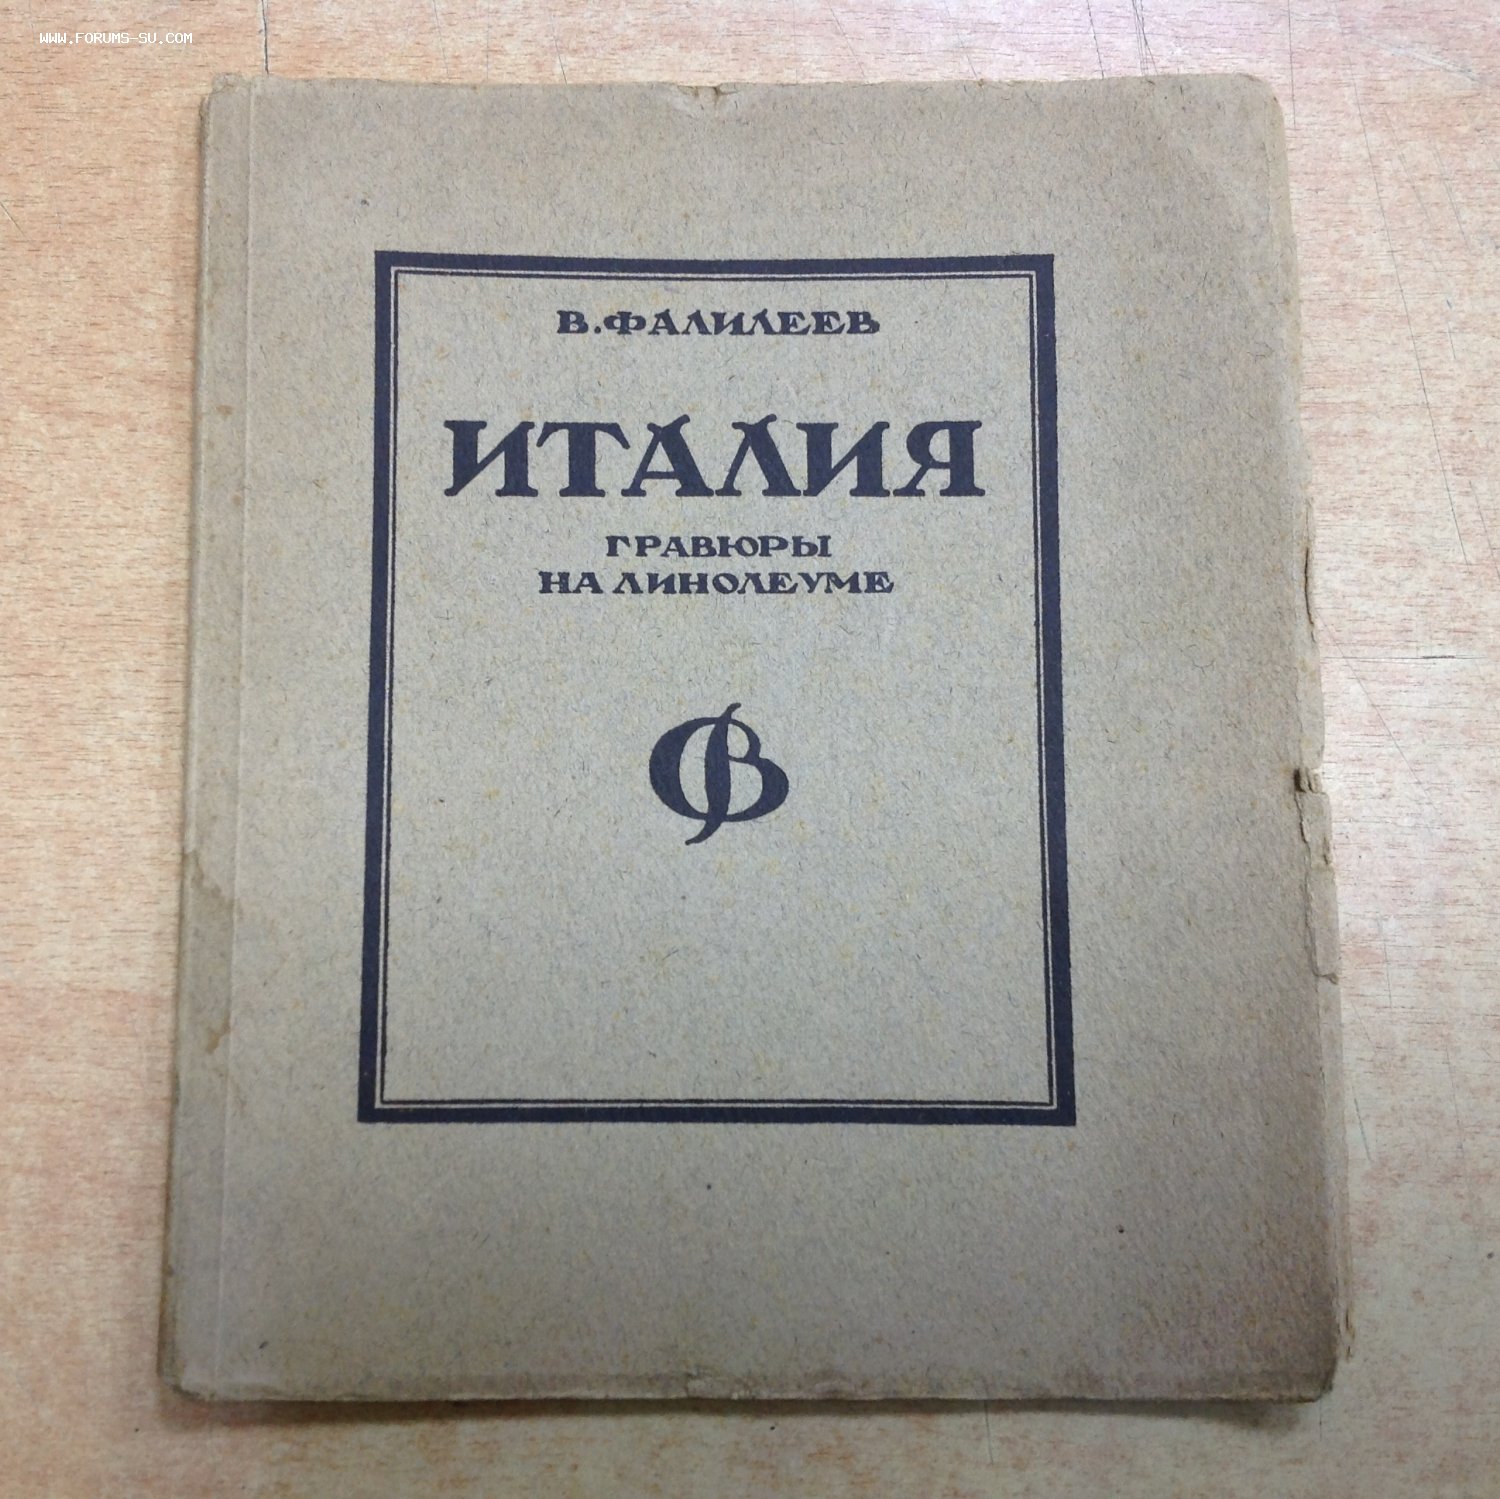 WWW.FORUMS-SU.COM
В.ФАЛИЛЕЕВ
ИТАЛИЯ
ГРАВЮРЫ
НА ЛИНОЛЕУМЕ
ФВ